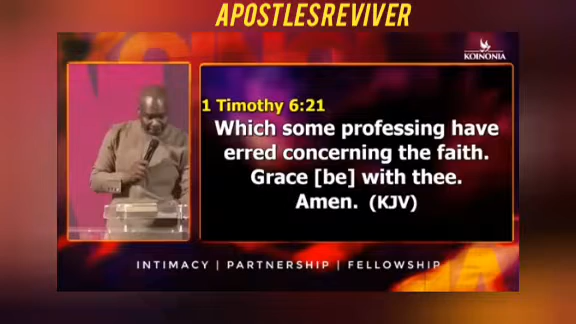 APOSTLESREVIVER
KOINONIA
1 Timothy 6:21
Which some professing have
erred concerning the faith.
Grace [be] with thee.
Amen. (KJV)
INTIMACY | PARTNERSHIP | FELLOWSHIP